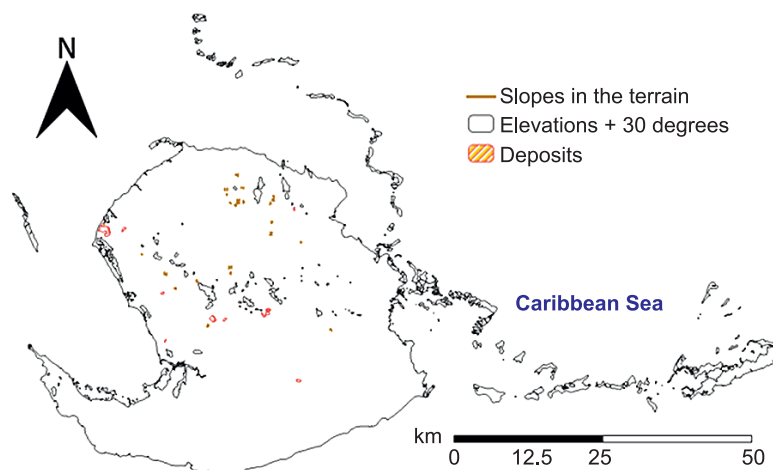 N
Slopes in the terrain
Elevations + 30 degrees
Deposits
Caribbean Sea
km
0 12.5 25 50